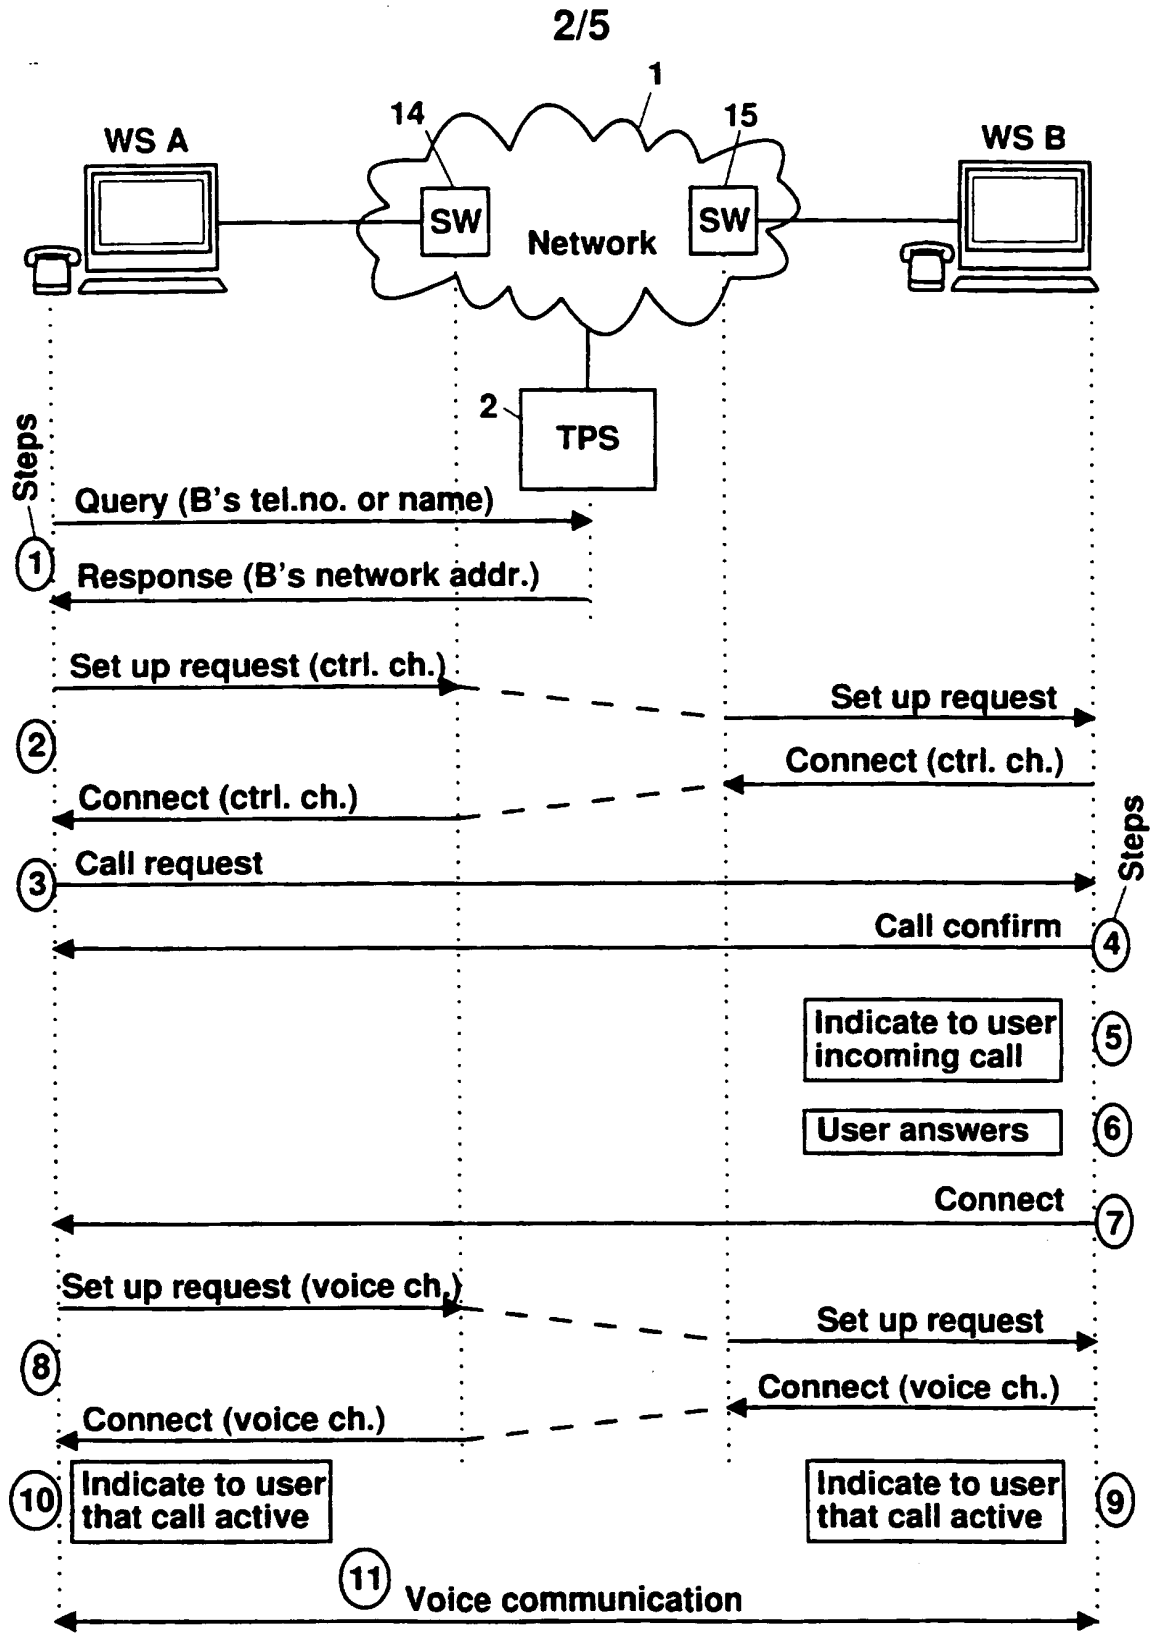 2/5
1
14
15
WS A
WS B
SW
SW
Network
2
TPS
Steps
Query (B's tel.no. or name)
1
Response (B's network addr.)
Set up request (ctrl. ch.)
Set up request
2
Connect (ctrl. ch.)
Connect (ctrl. ch.)
Steps
3
Call request
Call confirm
4
Indicate to user
incoming call
5
User answers
6
Connect
7
Set up request (voice ch.)
Set up request
8
Connect (voice ch.)
Connect (voice ch.)
10
Indicate to user
that call active
Indicate to user
that call active
9
11
Voice communication